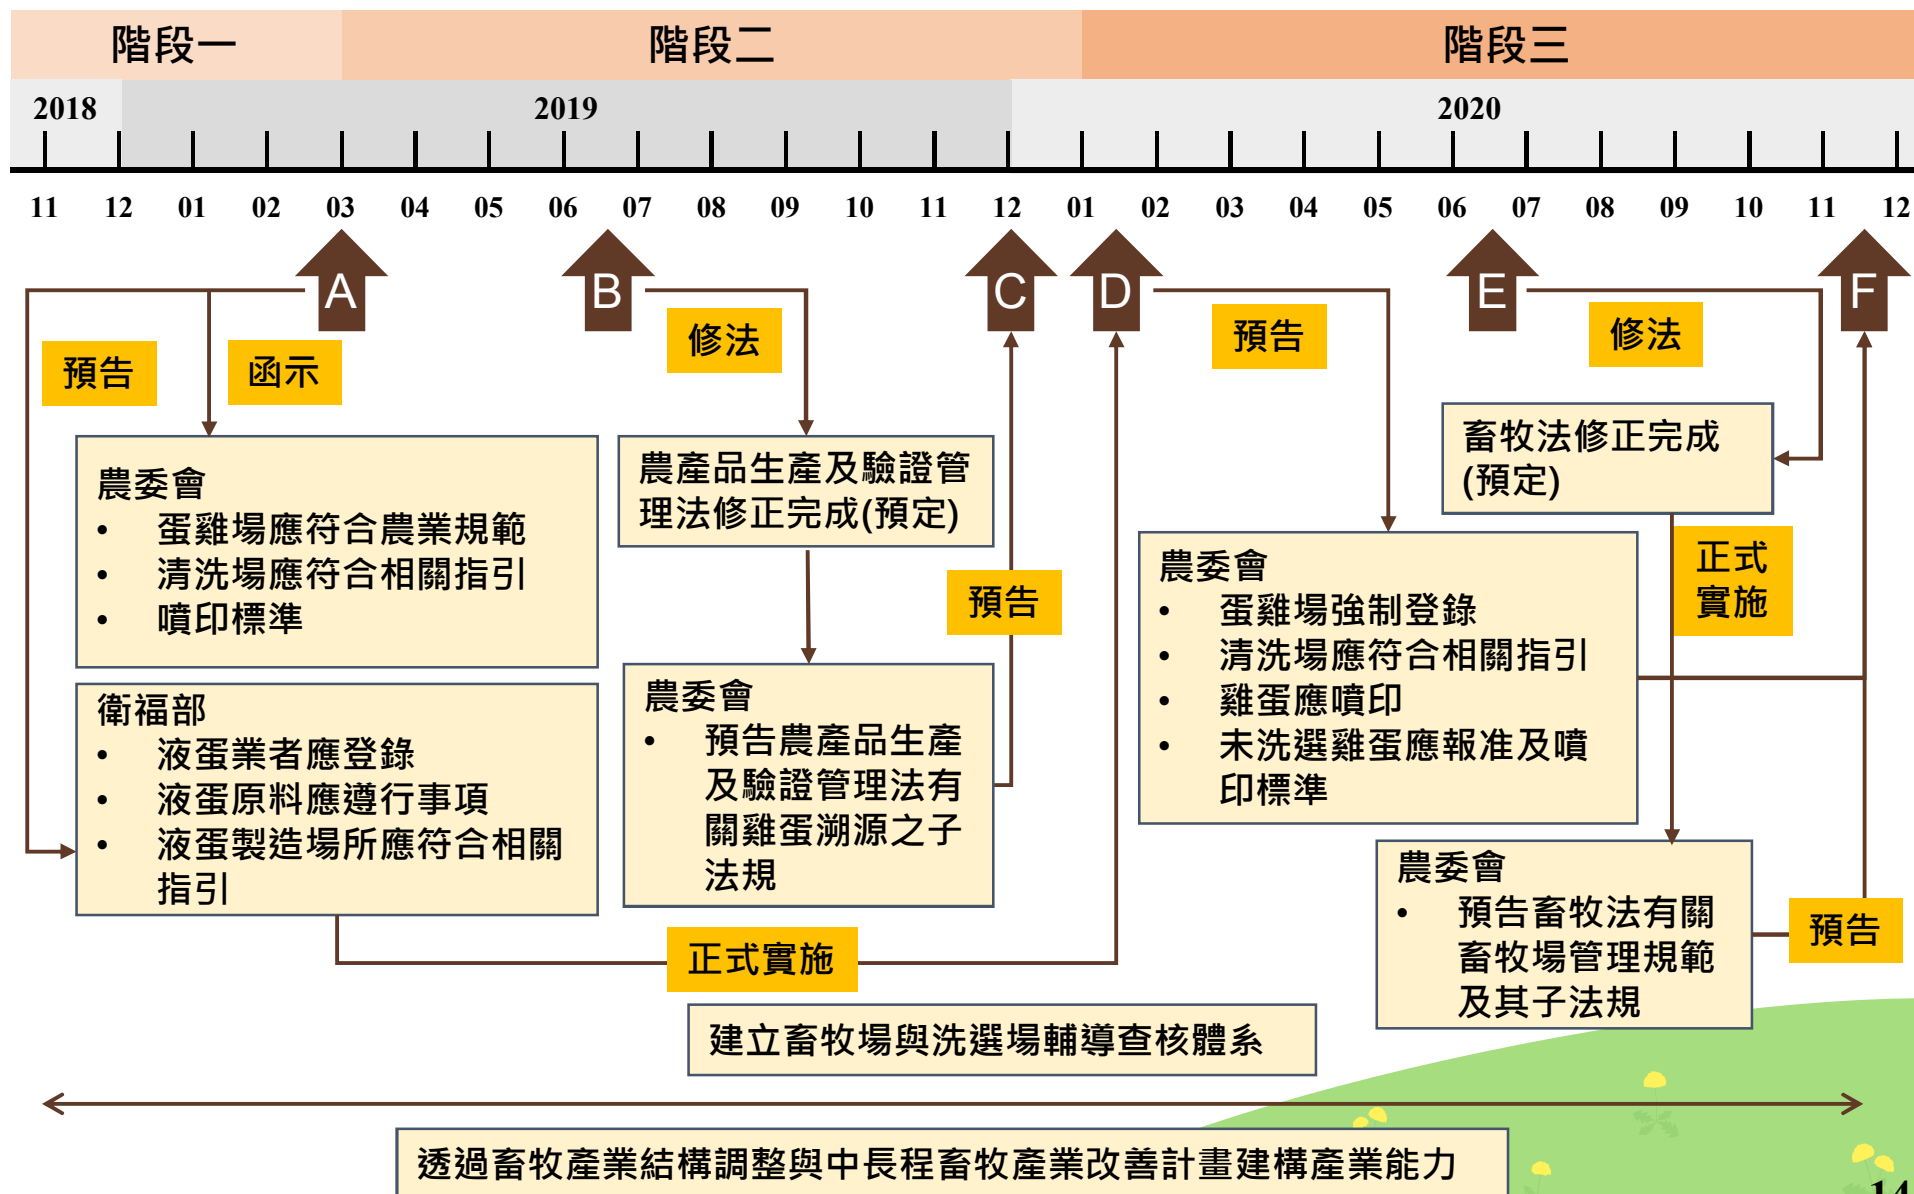 階段一 階段二 階段三
2018 2019 2020
11 12 01 02 03 04 05 06 07 08 09 10 11 12 01 02 03 04 05 06 07 08 09 10 11 12
A B C D E F
預告
函示
修法
預告
預告
修法
農委會
• 蛋雞場應符合農業規範
• 清洗場應符合相關指引
• 噴印標準
衛福部
• 液蛋業者應登錄
• 液蛋原料應遵行事項
• 液蛋製造場所應符合相關
指引
農產品生產及驗證管
理法修正完成(預定)
農委會
• 預告農產品生產
及驗證管理法有
關雞蛋溯源之子
法規
正式實施
農委會
• 蛋雞場強制登錄
• 清洗場應符合相關指引
• 雞蛋應噴印
• 未洗選雞蛋應報准及噴
印標準
畜牧法修正完成
(預定)
正式
實施
農委會
• 預告畜牧法有關
畜牧場管理規範
及其子法規
預告
建立畜牧場與洗選場輔導查核體系
透過畜牧產業結構調整與中長程畜牧產業改善計畫建構產業能力
14